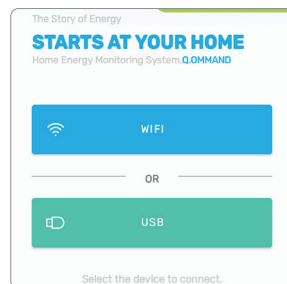 The Story of Energy
STARTS AT YOUR HOME
Home Energy Monitoring System,Q.OMMAND
WIFI
OR
USB
Select the device to connect.